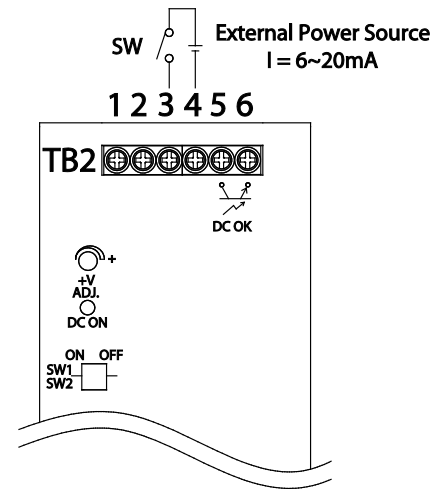 SW
External Power Source
I = 6~20mA
1 2 3 4 5 6
TB2
DC OK
+
+V
ADJ.
DC ON
ON OFF
SW1
SW2